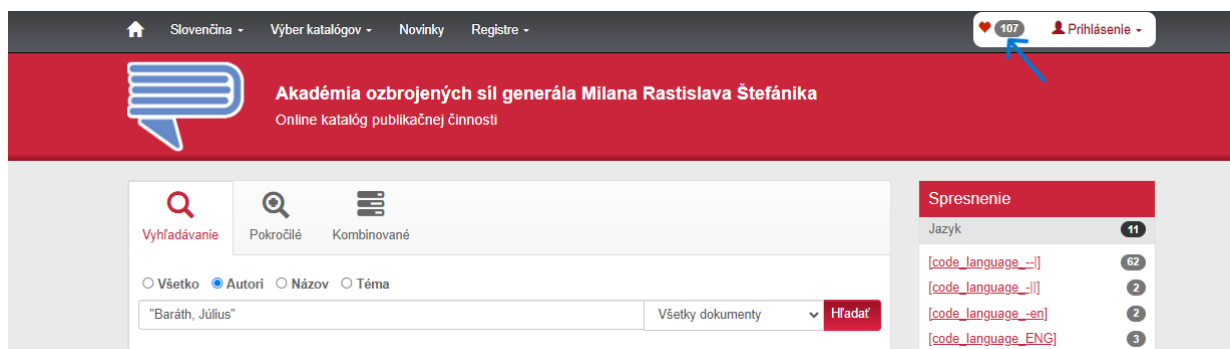 Slovenčina Výber katalógov Novinky Registre 107 Prihlásenie
Akadémia ozbrojených síl generála Milana Rastislava Štefánika
Online katalóg publikačnej činnosti
Vyhľadávanie Pokročilé Kombinované
Všetko Autori Názov Téma
"Baráth, Július" Všetky dokumenty Hľadať
Spresnenie
Jazyk 11
[code_language_--|] 62
[code_language_-||] 2
[code_language_-en] 2
[code_language_ENG] 3